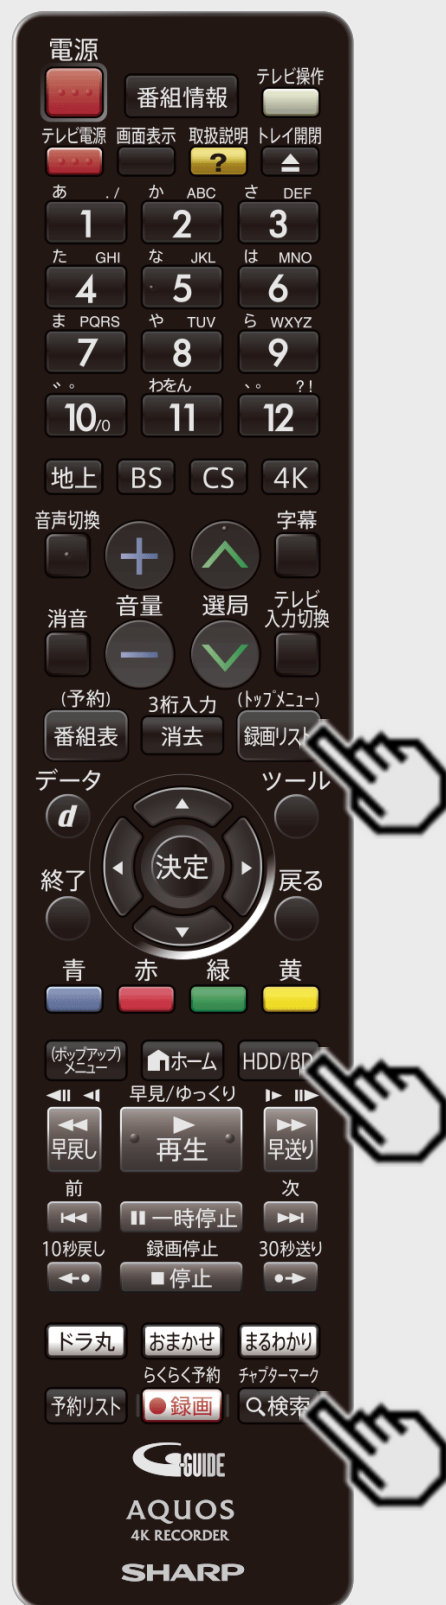 電源
番組情報
テレビ操作
テレビ電源 画面表示 取扱説明 トレイ開閉
?
あ ./ か ABC さ DEF
1 2 3
た GHI な JKL は MNO
4 5 6
ま PQRS や TUV ら WXYZ
7 8 9
゛゜ わをん 、。 ?!
10/0 11 12
地上 BS CS 4K
音声切換 字幕
+
消音 音量 選局 テレビ
入力切換
−
(予約) 3桁入力 (トップメニュー)
番組表 消去 録画リスト
データ ツール
d
決定
終了 戻る
青 赤 緑 黄
(ポップアップ)
メニュー ホーム HDD/BD
早見/ゆっくり
早戻し 再生 早送り
前 次
一時停止
10秒戻し 録画停止 30秒送り
停止
ドラ丸 おまかせ まるわかり
らくらく予約 チャプターマーク
予約リスト 録画 検索
G-GUIDE
AQUOS
4K RECORDER
SHARP